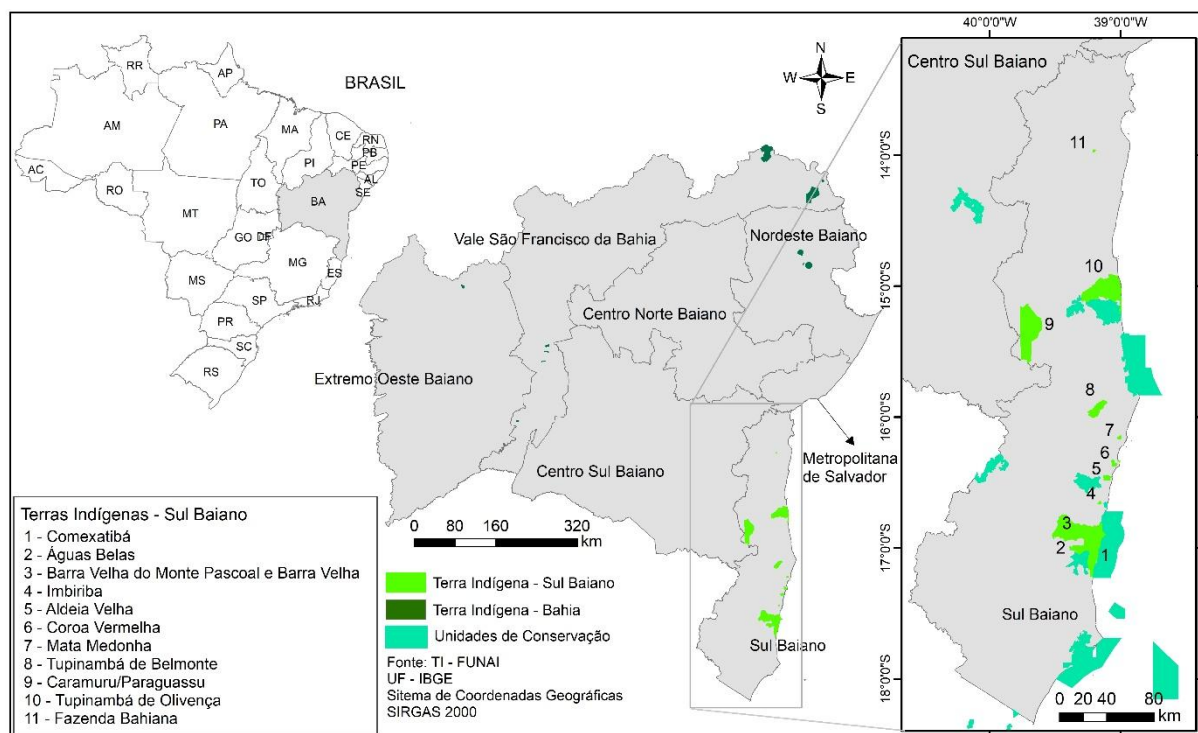 BRASIL
RR
AP
AM
PA
MA
CE
RN
PB
PE
AL
SE
PI
AC
RO
TO
BA
MT
GO
DF
MG
ES
MS
SP
RJ
PR
SC
RS
N
W
E
S
Vale São Francisco da Bahia
Nordeste Baiano
Centro Norte Baiano
Extremo Oeste Baiano
Centro Sul Baiano
Metropolitana
de Salvador
Sul Baiano
0
80
160
320
km
Terra Indígena - Sul Baiano
Terra Indígena - Bahia
Unidades de Conservação
Fonte: TI - FUNAI
UF - IBGE
Sitema de Coordenadas Geográficas
SIRGAS 2000
Terras Indígenas - Sul Baiano
1 - Comexatibá
2 - Águas Belas
3 - Barra Velha do Monte Pascoal e Barra Velha
4 - Imbiriba
5 - Aldeia Velha
6 - Coroa Vermelha
7 - Mata Medonha
8 - Tupinambá de Belmonte
9 - Caramuru/Paraguassu
10 - Tupinambá de Olivença
11 - Fazenda Bahiana
40°0'0"W
39°0'0"W
14°0'0"S
15°0'0"S
16°0'0"S
17°0'0"S
18°0'0"S
Centro Sul Baiano
11
10
9
8
7
6
5
4
3
2
1
Sul Baiano
0
20
40
80
km